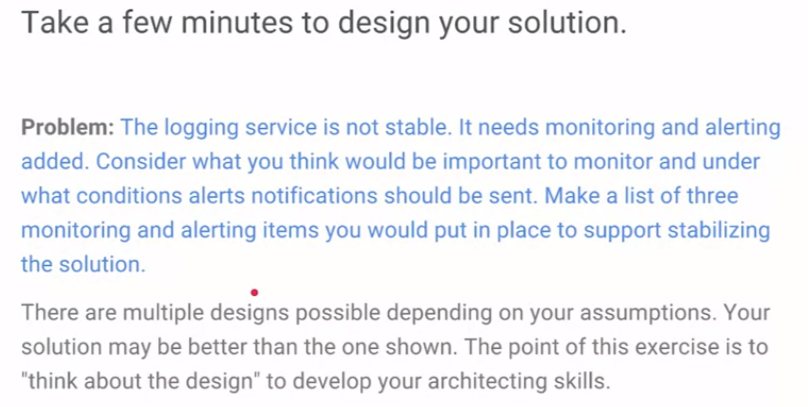 Take a few minutes to design your solution.
Problem: The logging service is not stable. It needs monitoring and alerting
added. Consider what you think would be important to monitor and under
what conditions alerts notifications should be sent. Make a list of three
monitoring and alerting items you would put in place to support stabilizing
the solution.
There are multiple designs possible depending on your assumptions. Your
solution may be better than the one shown. The point of this exercise is to
"think about the design" to develop your architecting skills.